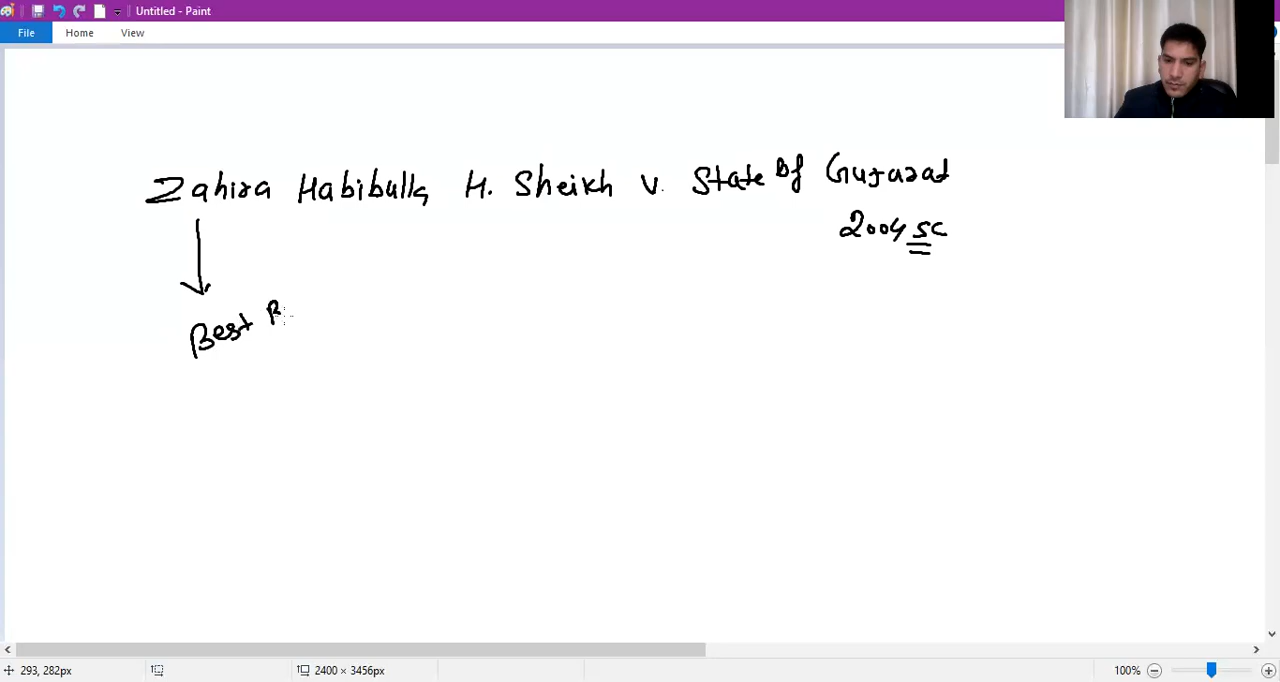 Untitled - Paint
File Home View
Zahira Habibulla H. Sheikh v. State Of Gujarat
2004 SC
Best B
293, 282px
2400 × 3456px
100%